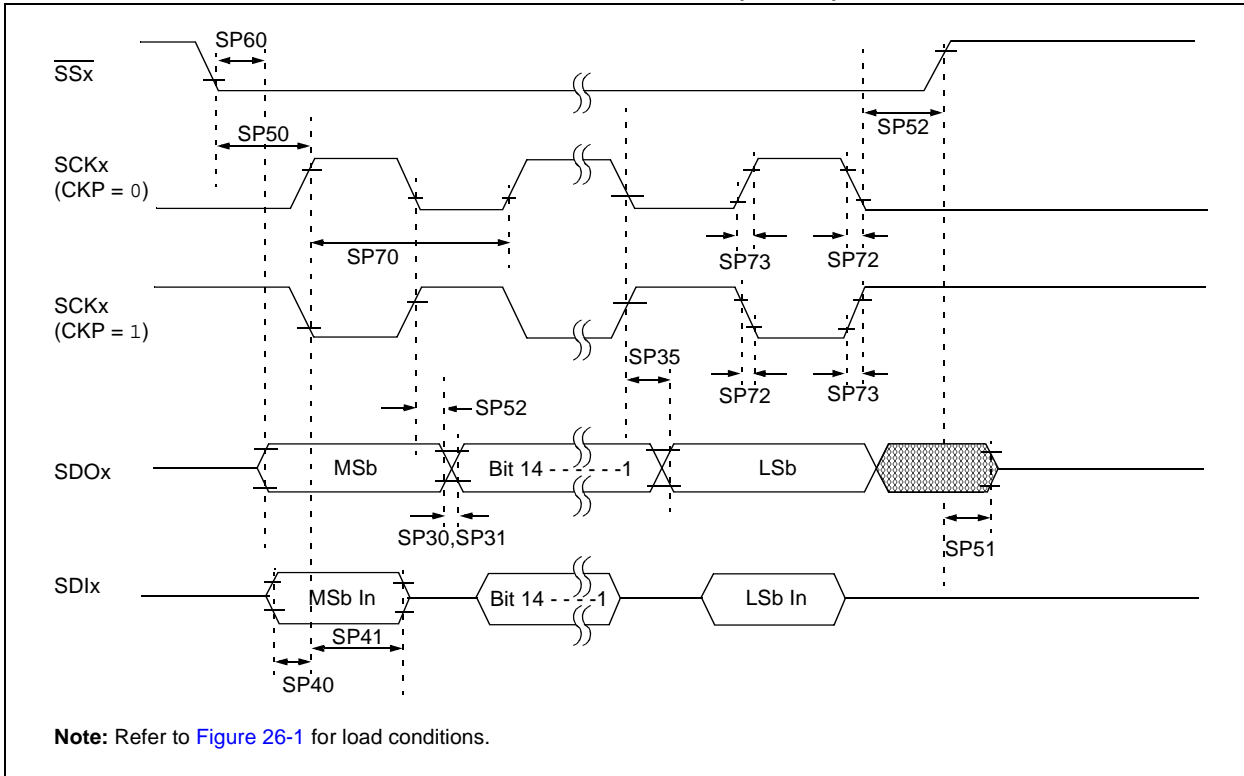 SP60
SSx
SP52
SP50
SCKx
(CKP = 0)
SP70
SP73
SP72
SCKx
(CKP = 1)
SP35
SP72
SP73
SP52
SDOx
MSb
Bit 14 - - - - - -1
LSb
SP30,SP31
SP51
SDIx
MSb In
Bit 14 - - - -1
LSb In
SP41
SP40
Note: Refer to Figure 26-1 for load conditions.